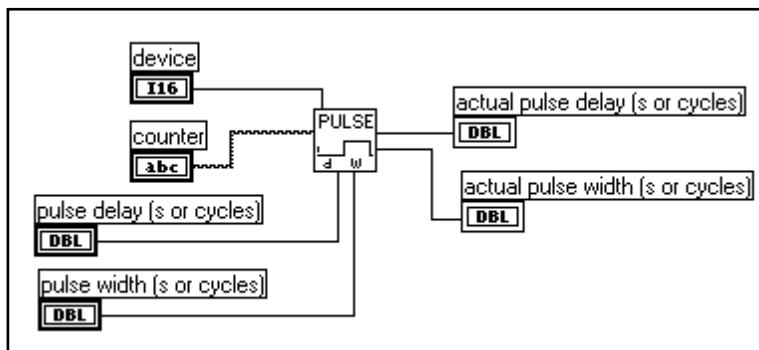 device
I16
counter
abc
pulse delay (s or cycles)
DBL
pulse width (s or cycles)
DBL
PULSE
d w
actual pulse delay (s or cycles)
DBL
actual pulse width (s or cycles)
DBL